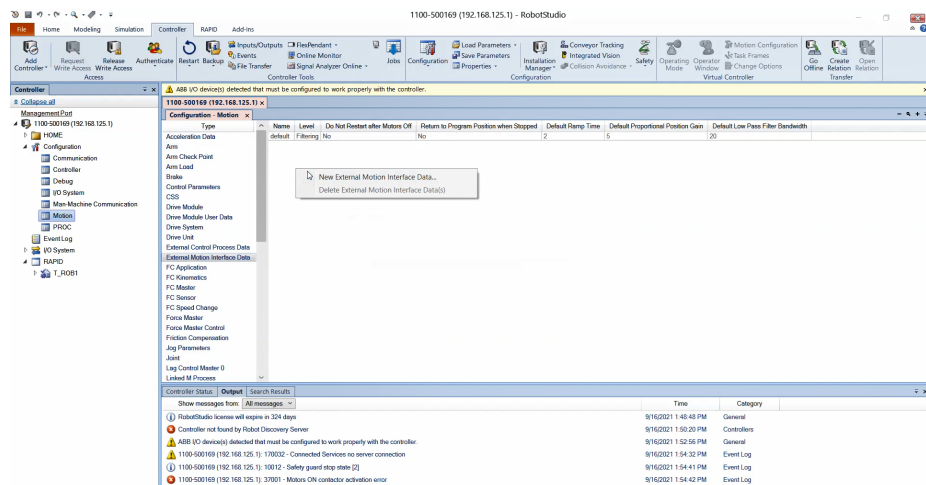 1100-500169 (192.168.125.1) - RobotStudio
File Home Modeling Simulation Controller RAPID Add-Ins
Add Controller Request Write Access Release Write Access Authenticate
Access
Restart Backup Inputs/Outputs Events File Transfer FlexPendant Online Monitor Signal Analyzer Online Jobs
Controller Tools
Configuration Load Parameters Save Parameters Properties Installation Manager Conveyor Tracking Integrated Vision Collision Avoidance Safety
Configuration
Operating Mode Operator Window Motion Configuration Task Frames Change Options
Virtual Controller
Go Offline Create Relation Open Relation
Transfer
Controller
Collapse all
Management Port
1100-500169 (192.168.125.1)
HOME
Configuration
Communication
Controller
Debug
I/O System
Man-Machine Communication
Motion
PROC
Event Log
I/O System
RAPID
T_ROB1
ABB I/O device(s) detected that must be configured to work properly with the controller.
1100-500169 (192.168.125.1) x
Configuration - Motion x
Type
Acceleration Data
Arm
Arm Check Point
Arm Load
Brake
Control Parameters
CSS
Drive Module
Drive Module User Data
Drive System
Drive Unit
External Control Process Data
External Motion Interface Data
FC Application
FC Kinematics
FC Master
FC Sensor
FC Speed Change
Force Master
Force Master Control
Friction Compensation
Jog Parameters
Joint
Lag Control Master 0
Linked M Process
Name Level Do Not Restart after Motors Off Return to Program Position when Stopped Default Ramp Time Default Proportional Position Gain Default Low Pass Filter Bandwidth
default Filtering No No 2 5 20
New External Motion Interface Data...
Delete External Motion Interface Data(s)
Controller Status Output Search Results
Show messages from: All messages Time Category
RobotStudio license will expire in 324 days 9/16/2021 1:48:48 PM General
Controller not found by Robot Discovery Server 9/16/2021 1:50:20 PM Controllers
ABB I/O device(s) detected that must be configured to work properly with the controller. 9/16/2021 1:52:56 PM General
1100-500169 (192.168.125.1): 170032 - Connected Services no server connection 9/16/2021 1:54:32 PM Event Log
1100-500169 (192.168.125.1): 10012 - Safety guard stop state [2] 9/16/2021 1:54:41 PM Event Log
1100-500169 (192.168.125.1): 37001 - Motors ON contactor activation error 9/16/2021 1:54:42 PM Event Log